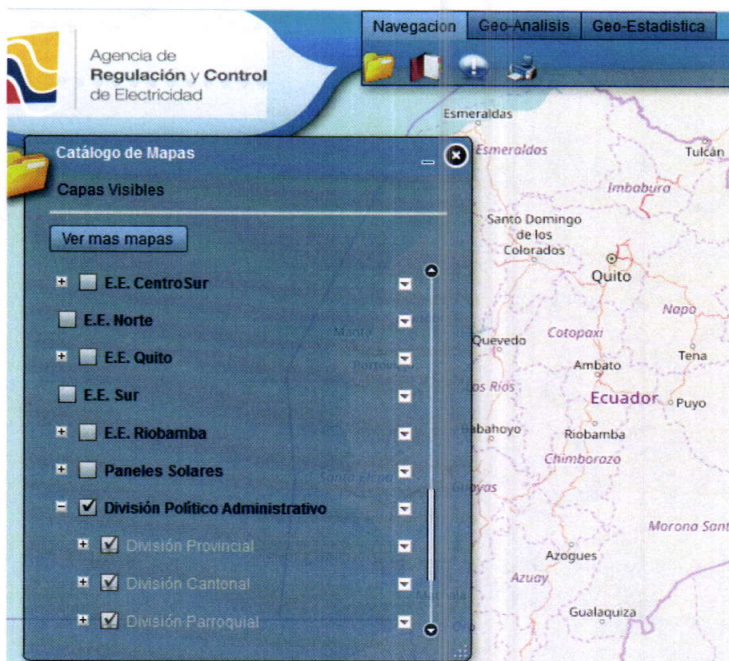 Agencia de
Regulación y Control
de Electricidad
Navegacion
Geo-Analisis
Geo-Estadistica
Catálogo de Mapas
Capas Visibles
Ver mas mapas
E.E. CentroSur
E.E. Norte
E.E. Quito
E.E. Sur
E.E. Riobamba
Paneles Solares
División Político Administrativo
División Provincial
División Cantonal
División Parroquial
Esmeraldas
Esmeraldas
Tulcán
Imbabura
Santo Domingo
de los
Colorados
Quito
Napo
Quevedo
Cotopaxi
Tena
Ambato
Ecuador
Puyo
Riobamba
Chimborazo
Morona Sant
Azogues
Azuay
Gualaquiza